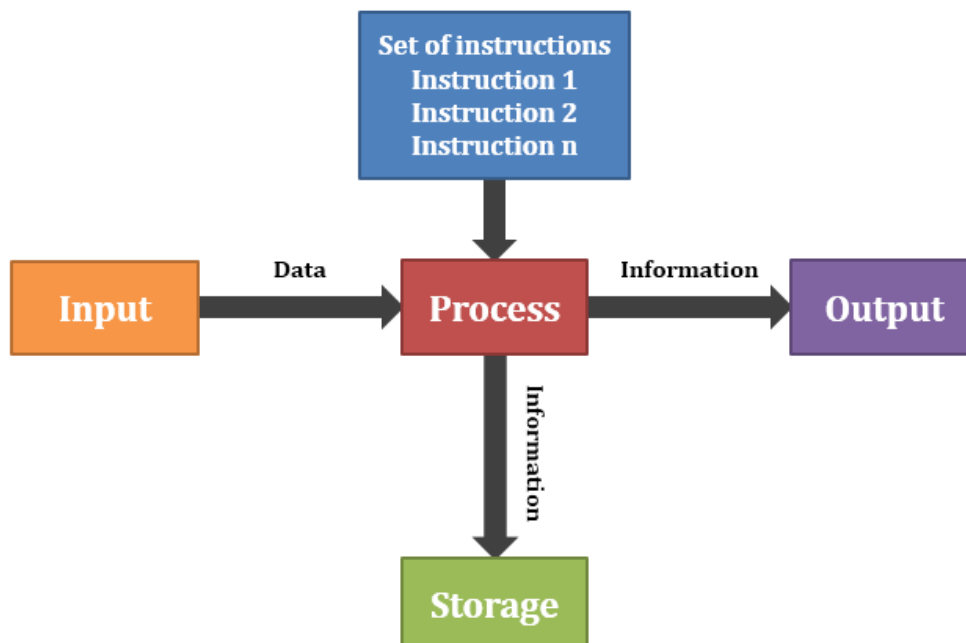 Set of instructions
Instruction 1
Instruction 2
Instruction n
Data
Information
Input
Process
Output
Information
Storage